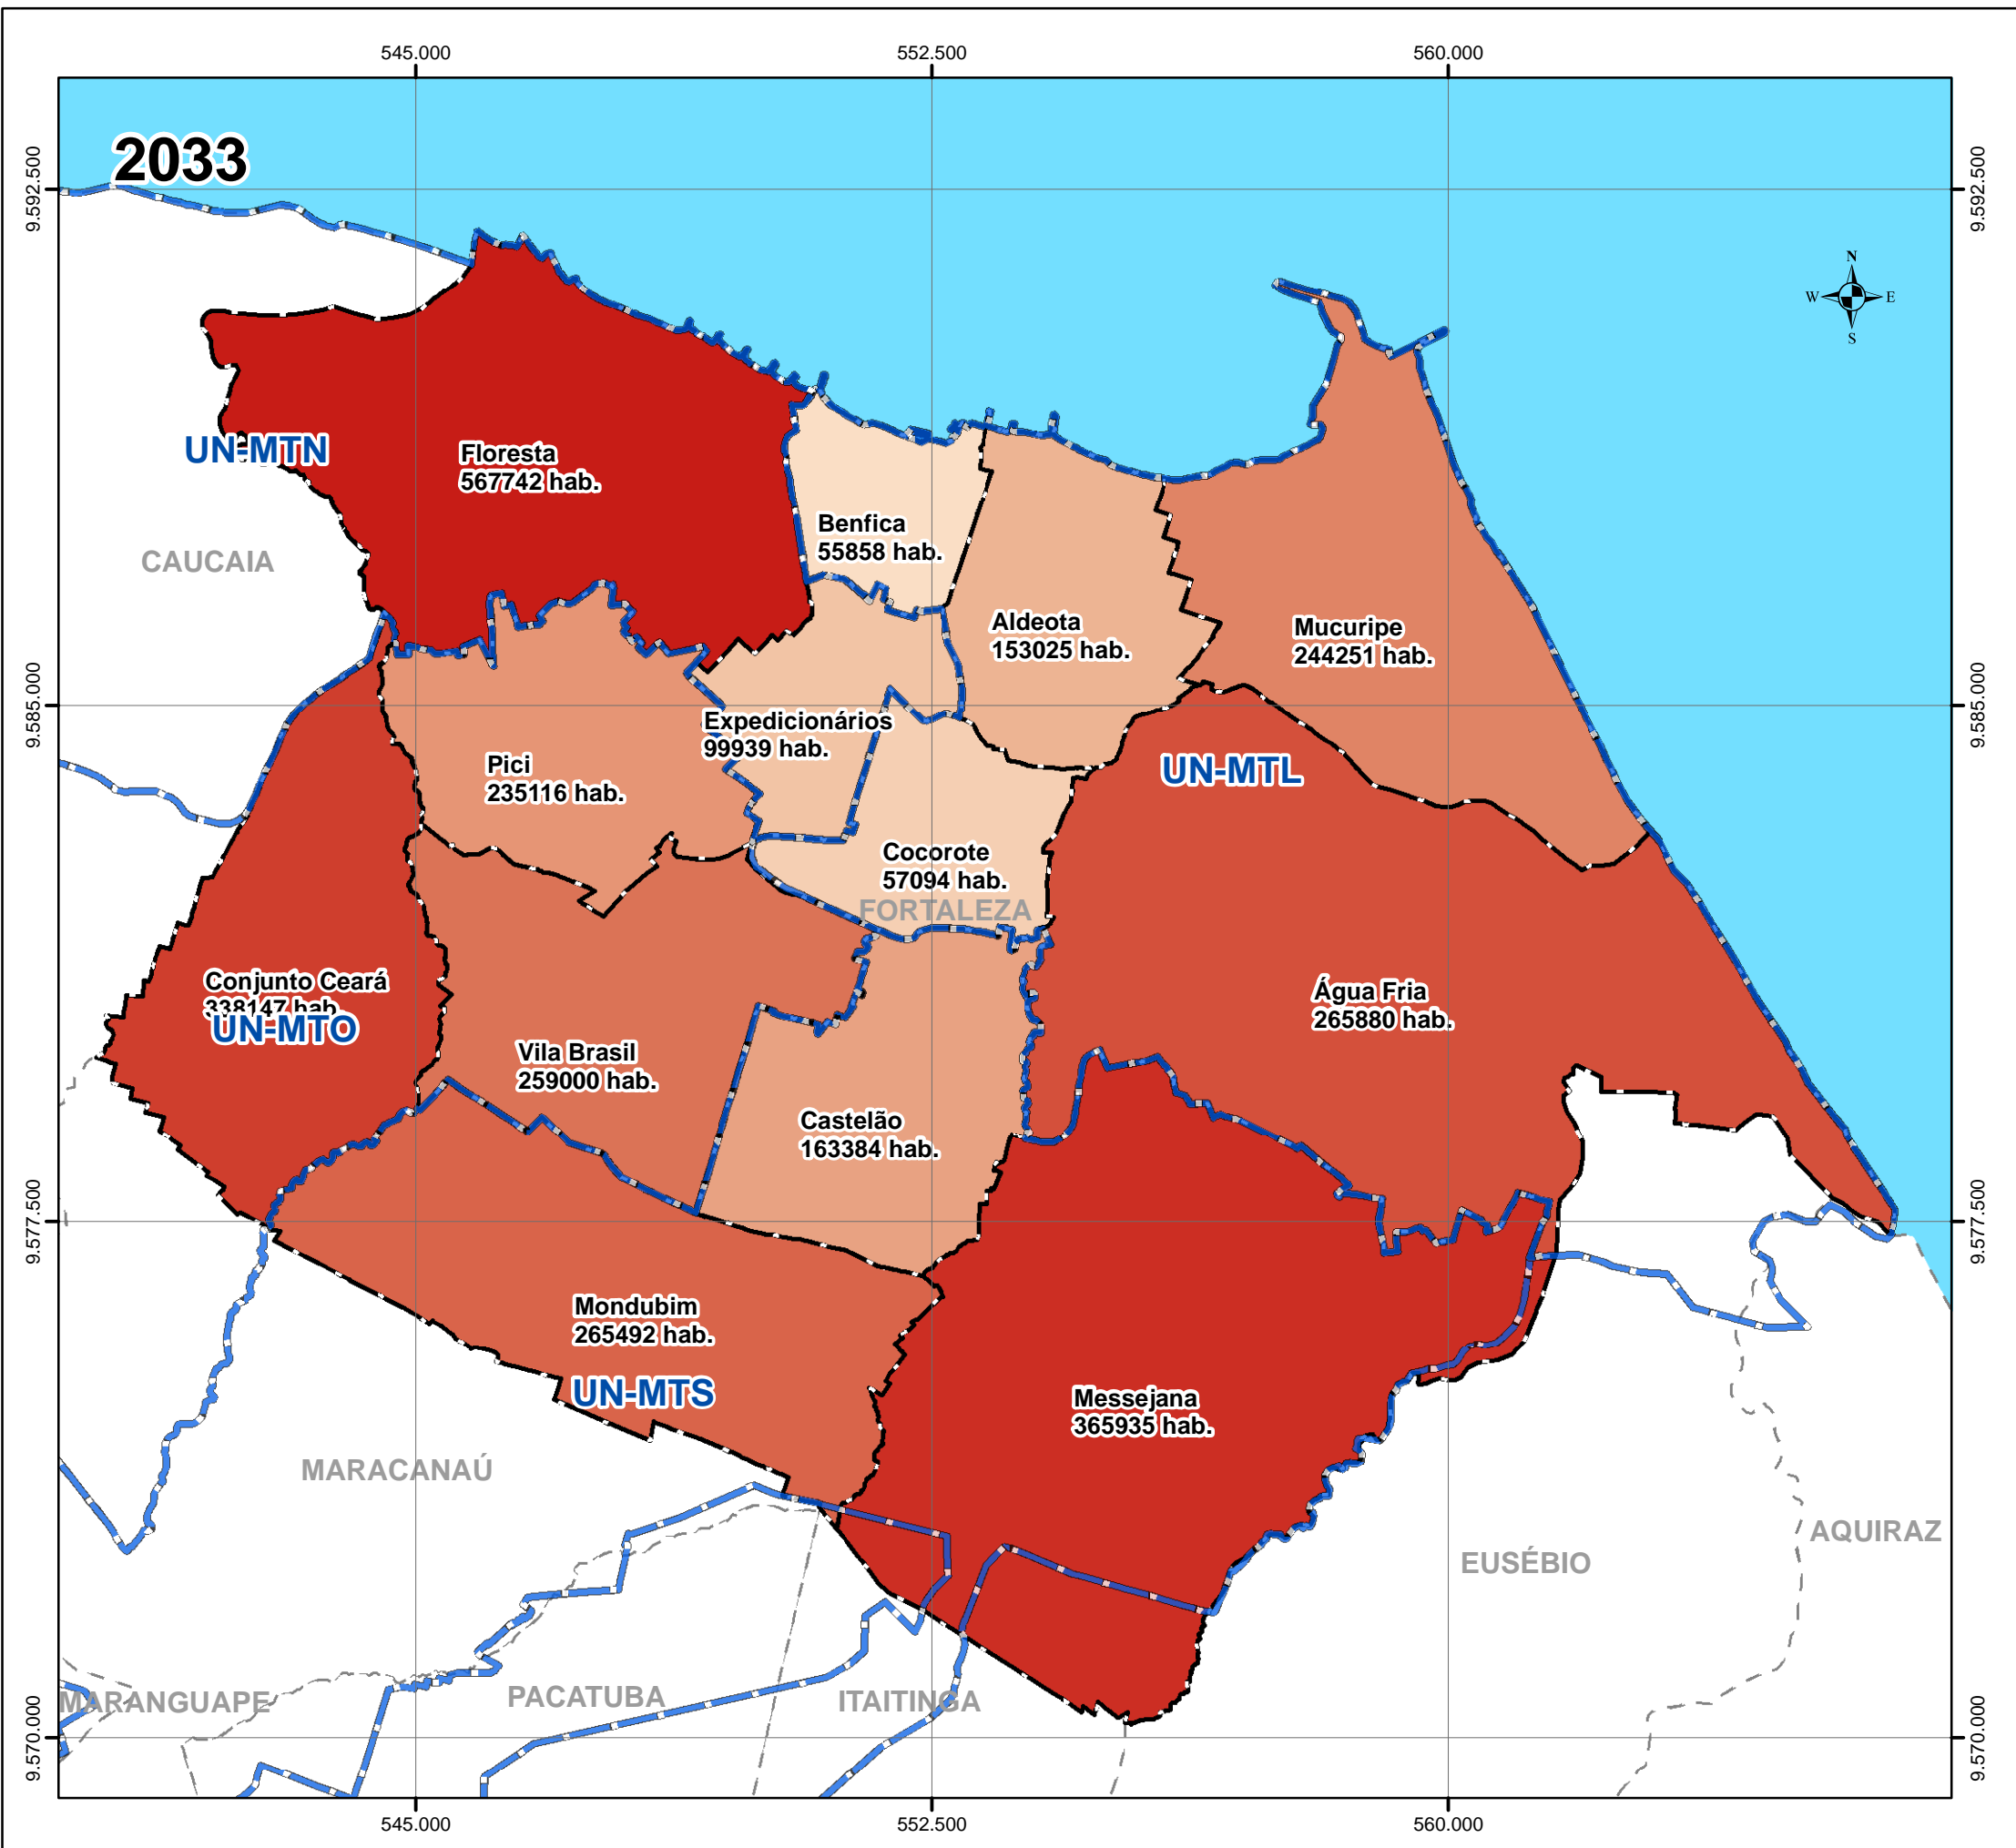 545.000
552.500
560.000
2033
9.592.500
9.592.500
N
W
E
S
UN-MTN
Floresta
567742 hab.
CAUCAIA
Benfica
55858 hab.
Aldeota
153025 hab.
Mucuripe
244251 hab.
9.585.000
9.585.000
Expedicionários
99939 hab.
Pici
235116 hab.
UN-MTL
Cocorote
57094 hab.
FORTALEZA
Conjunto Ceará
338147 hab.
UN-MTO
Água Fria
265880 hab.
Vila Brasil
259000 hab.
Castelão
163384 hab.
9.577.500
9.577.500
Mondubim
265492 hab.
UN-MTS
Messejana
365935 hab.
MARACANAÚ
AQUIRAZ
EUSÉBIO
MARANGUAPE
PACATUBA
ITAITINGA
9.570.000
9.570.000
545.000
552.500
560.000